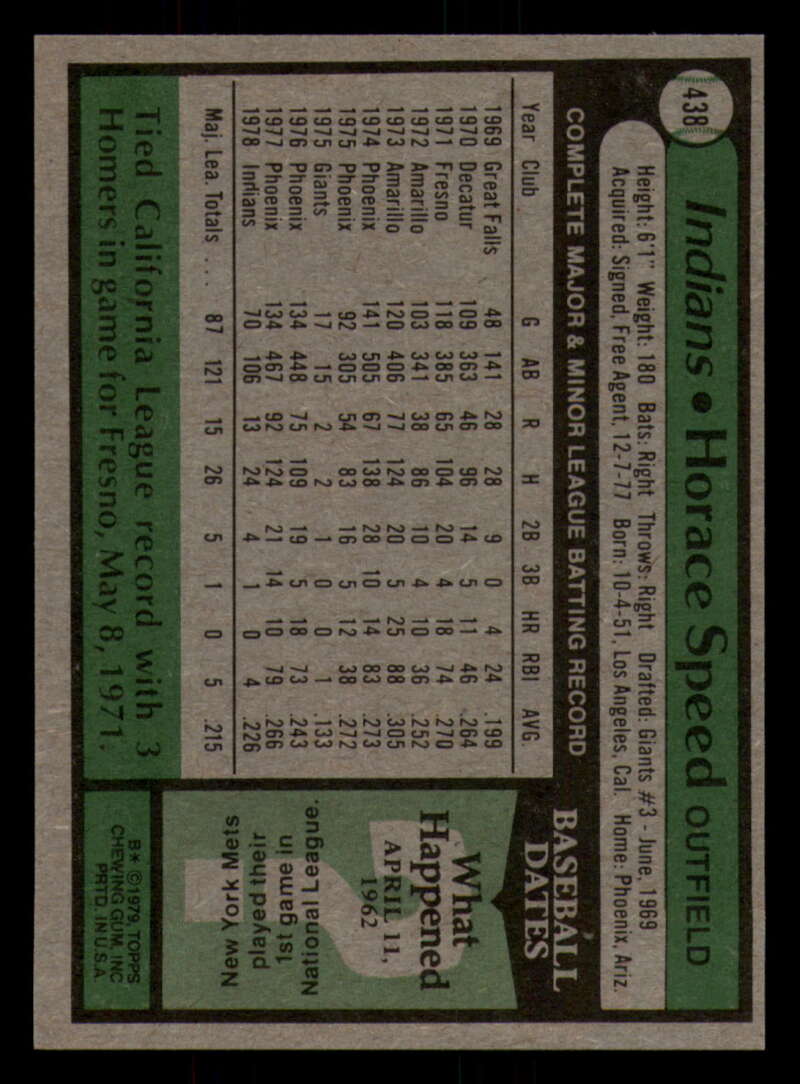 438
Indians • Horace Speed OUTFIELD
Height: 6'1" Weight: 180 Bats: Right Throws: Right Drafted: Giants #3 - June, 1969
Acquired: Signed, Free Agent, 12-7-77 Born: 10-4-51, Los Angeles, Cal. Home: Phoenix, Ariz.
COMPLETE MAJOR & MINOR LEAGUE BATTING RECORD
Year Club G AB R H 2B 3B HR RBI AVG.
1969 Great Falls 48 141 28 28 9 0 4 24 .199
1970 Decatur 109 363 46 96 14 5 11 46 .264
1971 Fresno 118 385 65 104 20 4 18 74 .270
1972 Amarillo 103 341 38 86 10 4 10 36 .252
1973 Amarillo 120 406 77 124 20 5 25 88 .305
1974 Phoenix 141 505 67 138 28 10 14 83 .273
1975 Phoenix 92 305 54 83 16 5 12 38 .272
1975 Giants 17 15 2 2 1 0 0 1 .133
1976 Phoenix 134 448 75 109 19 5 18 73 .243
1977 Phoenix 134 467 92 124 21 14 10 79 .266
1978 Indians 70 106 13 24 4 1 0 4 .226
Maj. Lea. Totals . . . 87 121 15 26 5 1 0 5 .215
Tied California League record with 3
Homers in game for Fresno, May 8, 1971.
BASEBALL
DATES
What
Happened
APRIL 11,
1962
New York Mets
played their
1st game in
National League.
B* ©1979 TOPPS
CHEWING GUM, INC
PRTD. IN U.S.A.